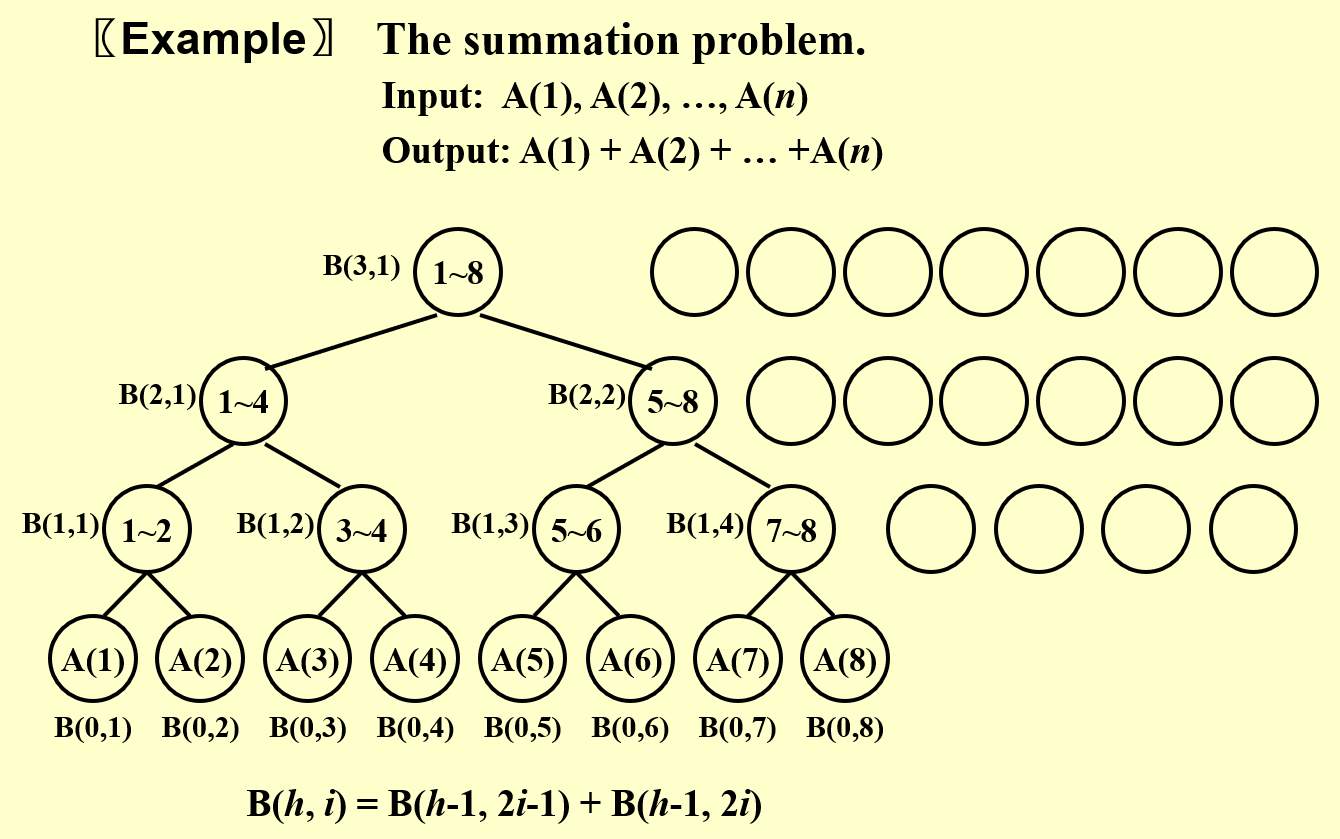 〖Example〗 The summation problem.
Input: A(1), A(2), …, A(n)
Output: A(1) + A(2) + … +A(n)
B(3,1) 1~8
B(2,1) 1~4 B(2,2) 5~8
B(1,1) 1~2 B(1,2) 3~4 B(1,3) 5~6 B(1,4) 7~8
A(1) A(2) A(3) A(4) A(5) A(6) A(7) A(8)
B(0,1) B(0,2) B(0,3) B(0,4) B(0,5) B(0,6) B(0,7) B(0,8)
B(h, i) = B(h-1, 2i-1) + B(h-1, 2i)